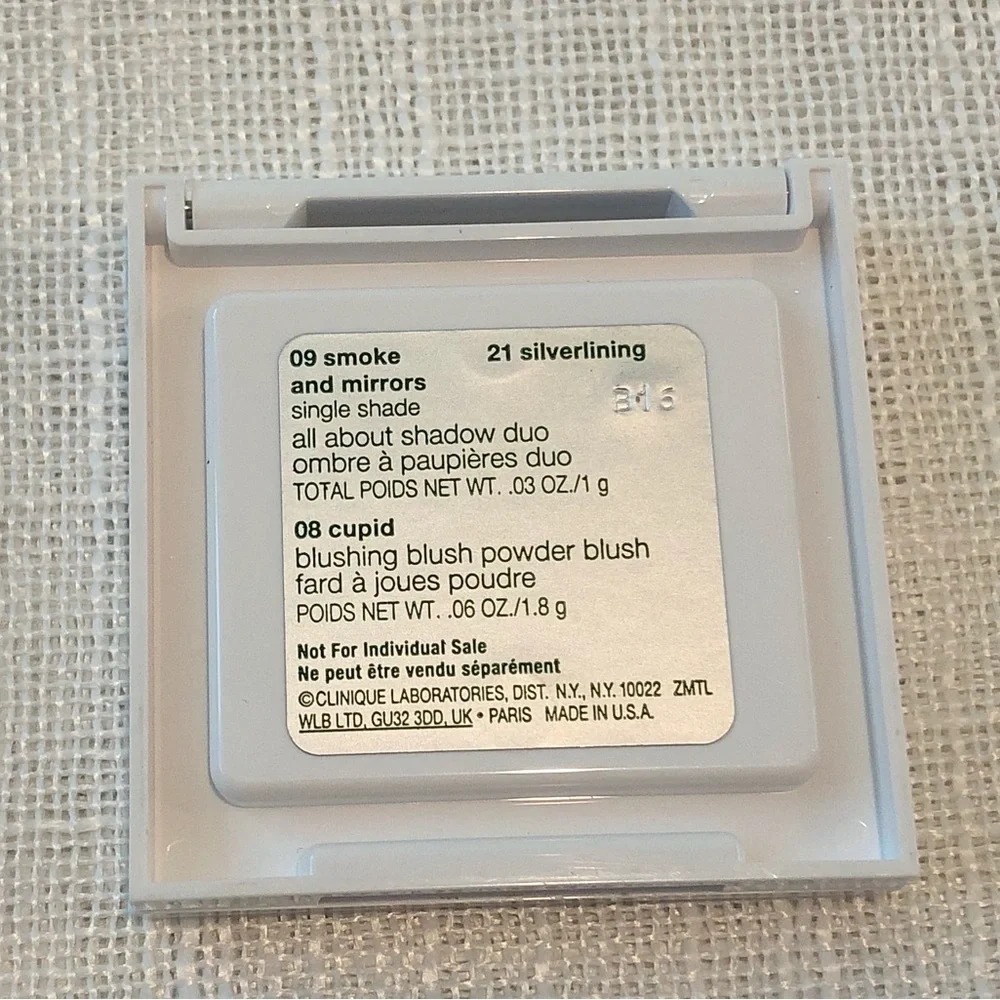 09 smoke 21 silverlining
and mirrors
single shade B16
all about shadow duo
ombre à paupières duo
TOTAL POIDS NET WT. .03 OZ./1 g
08 cupid
blushing blush powder blush
fard à joues poudre
POIDS NET WT. .06 OZ./1.8 g
Not For Individual Sale
Ne peut être vendu séparément
©CLINIQUE LABORATORIES, DIST. N.Y., N.Y. 10022 ZMTL
WLB LTD, GU32 3DD, UK • PARIS MADE IN U.S.A.